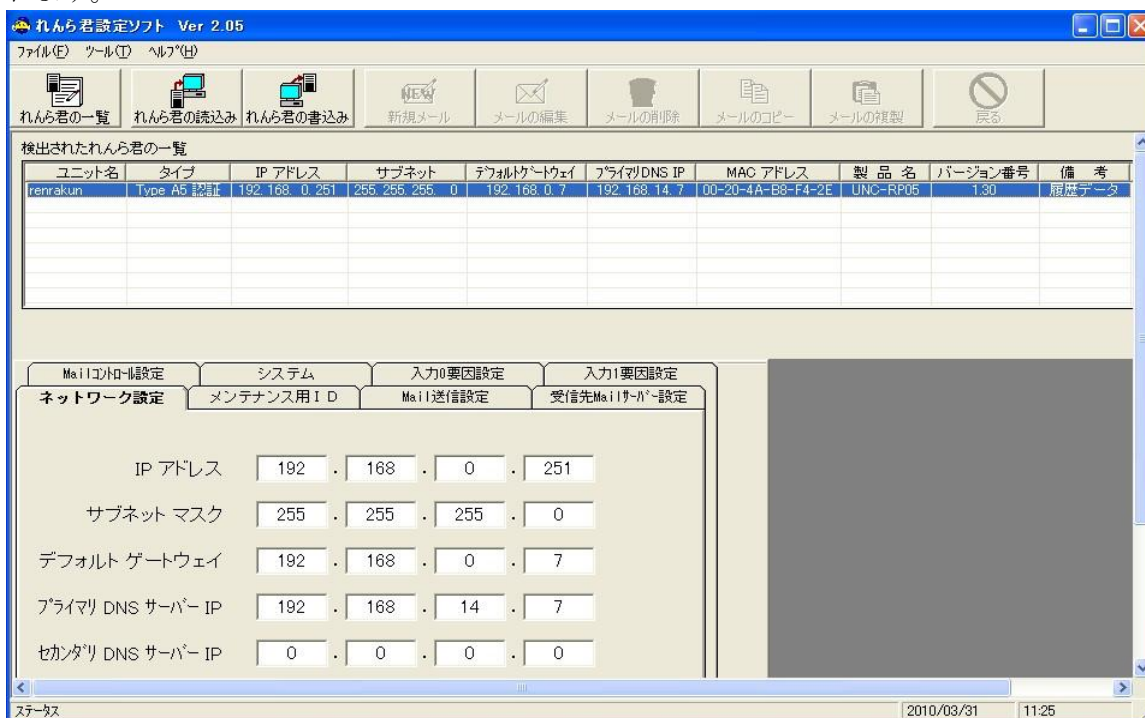 れんら君設定ソフト Ver 2.05
ファイル(F) ツール(T) ヘルプ(H)
れんら君の一覧 れんら君の読込み れんら君の書込み 新規メール メールの編集 メールの削除 メールのコピー メールの複製 戻る
検出されたれんら君の一覧
ユニット名 タイプ IP アドレス サブネット デフォルトゲートウェイ プライマリDNS IP MAC アドレス 製 品 名 バージョン番号 備 考
renrakun Type A5 認証 192.168. 0.251 255.255.255. 0 192.168.0.7 192.168.14.7 00-20-4A-B8-F4-2E UNC-RP05 1.30 履歴データ
Mailコントロール設定 システム 入力0要因設定 入力1要因設定
ネットワーク設定 メンテナンス用ID Mail送信設定 受信先Mailサーバー設定
IP アドレス 192 . 168 . 0 . 251
サブネット マスク 255 . 255 . 255 . 0
デフォルト ゲートウェイ 192 . 168 . 0 . 7
プライマリ DNS サーバー IP 192 . 168 . 14 . 7
セカンダリ DNS サーバー IP 0 . 0 . 0 . 0
ステータス 2010/03/31 11:25